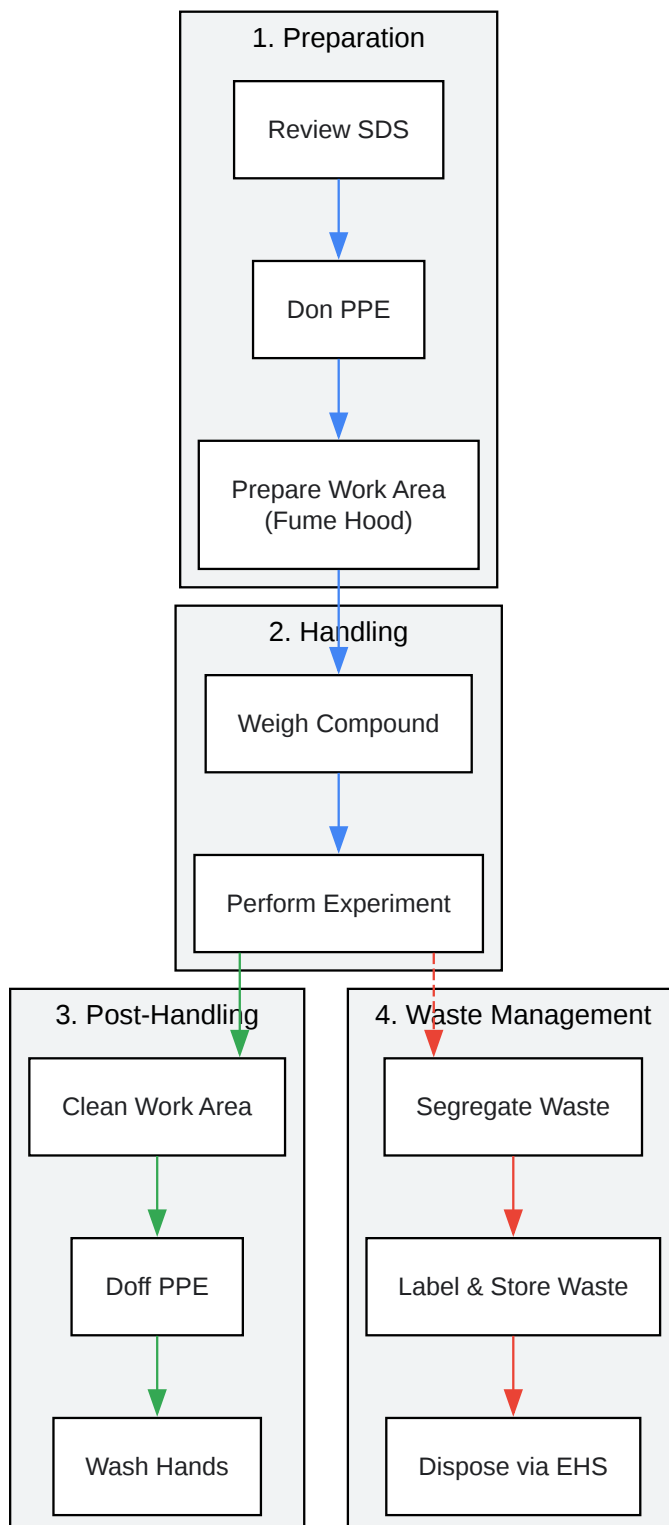 1. Preparation
Review SDS
Don PPE
Prepare Work Area
(Fume Hood)
2. Handling
Weigh Compound
Perform Experiment
3. Post-Handling
Clean Work Area
Doff PPE
Wash Hands
4. Waste Management
Segregate Waste
Label & Store Waste
Dispose via EHS